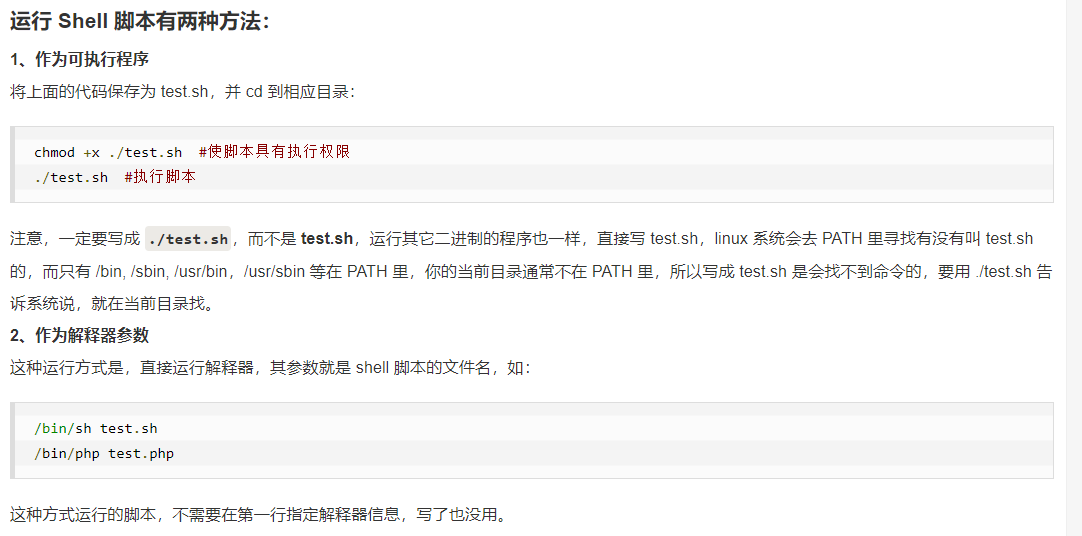 运行 Shell 脚本有两种方法：
1、作为可执行程序
将上面的代码保存为 test.sh，并 cd 到相应目录：
chmod +x ./test.sh  #使脚本具有执行权限
./test.sh  #执行脚本
注意，一定要写成 ./test.sh，而不是 test.sh，运行其它二进制的程序也一样，直接写 test.sh，linux 系统会去 PATH 里寻找有没有叫 test.sh
的，而只有 /bin, /sbin, /usr/bin，/usr/sbin 等在 PATH 里，你的当前目录通常不在 PATH 里，所以写成 test.sh 是会找不到命令的，要用 ./test.sh 告
诉系统说，就在当前目录找。
2、作为解释器参数
这种运行方式是，直接运行解释器，其参数就是 shell 脚本的文件名，如：
/bin/sh test.sh
/bin/php test.php
这种方式运行的脚本，不需要在第一行指定解释器信息，写了也没用。